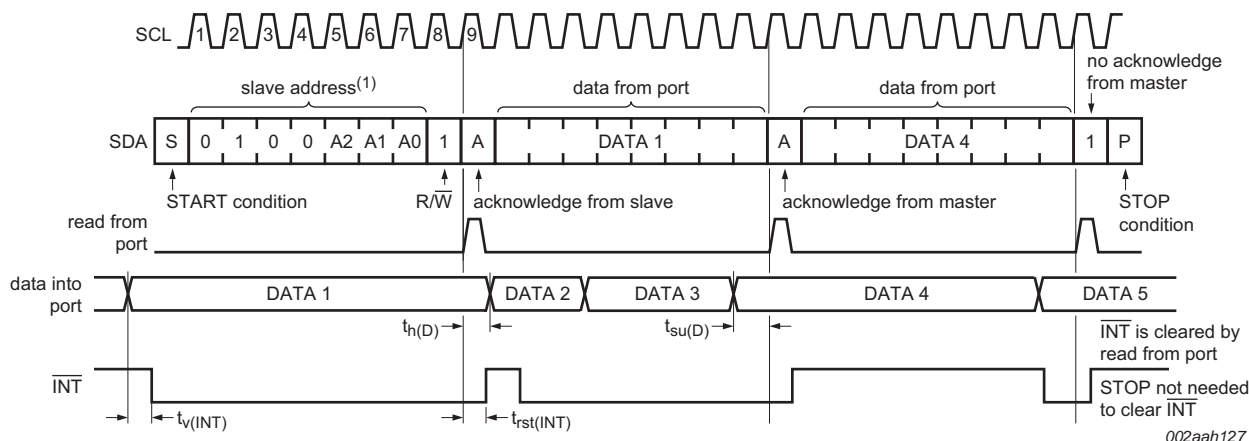 SCL 1 2 3 4 5 6 7 8 9
no acknowledge
from master
slave address(1) data from port data from port
SDA S 0 1 0 0 A2 A1 A0 1 A DATA 1 A DATA 4 1 P
START condition R/W̅ acknowledge from slave acknowledge from master STOP
condition
read from
port
data into
port
DATA 1 DATA 2 DATA 3 DATA 4 DATA 5
th(D) tsu(D)
I̅N̅T̅ is cleared by
read from port
I̅N̅T̅
STOP not needed
to clear I̅N̅T̅
tv(INT) trst(INT)
002aah127